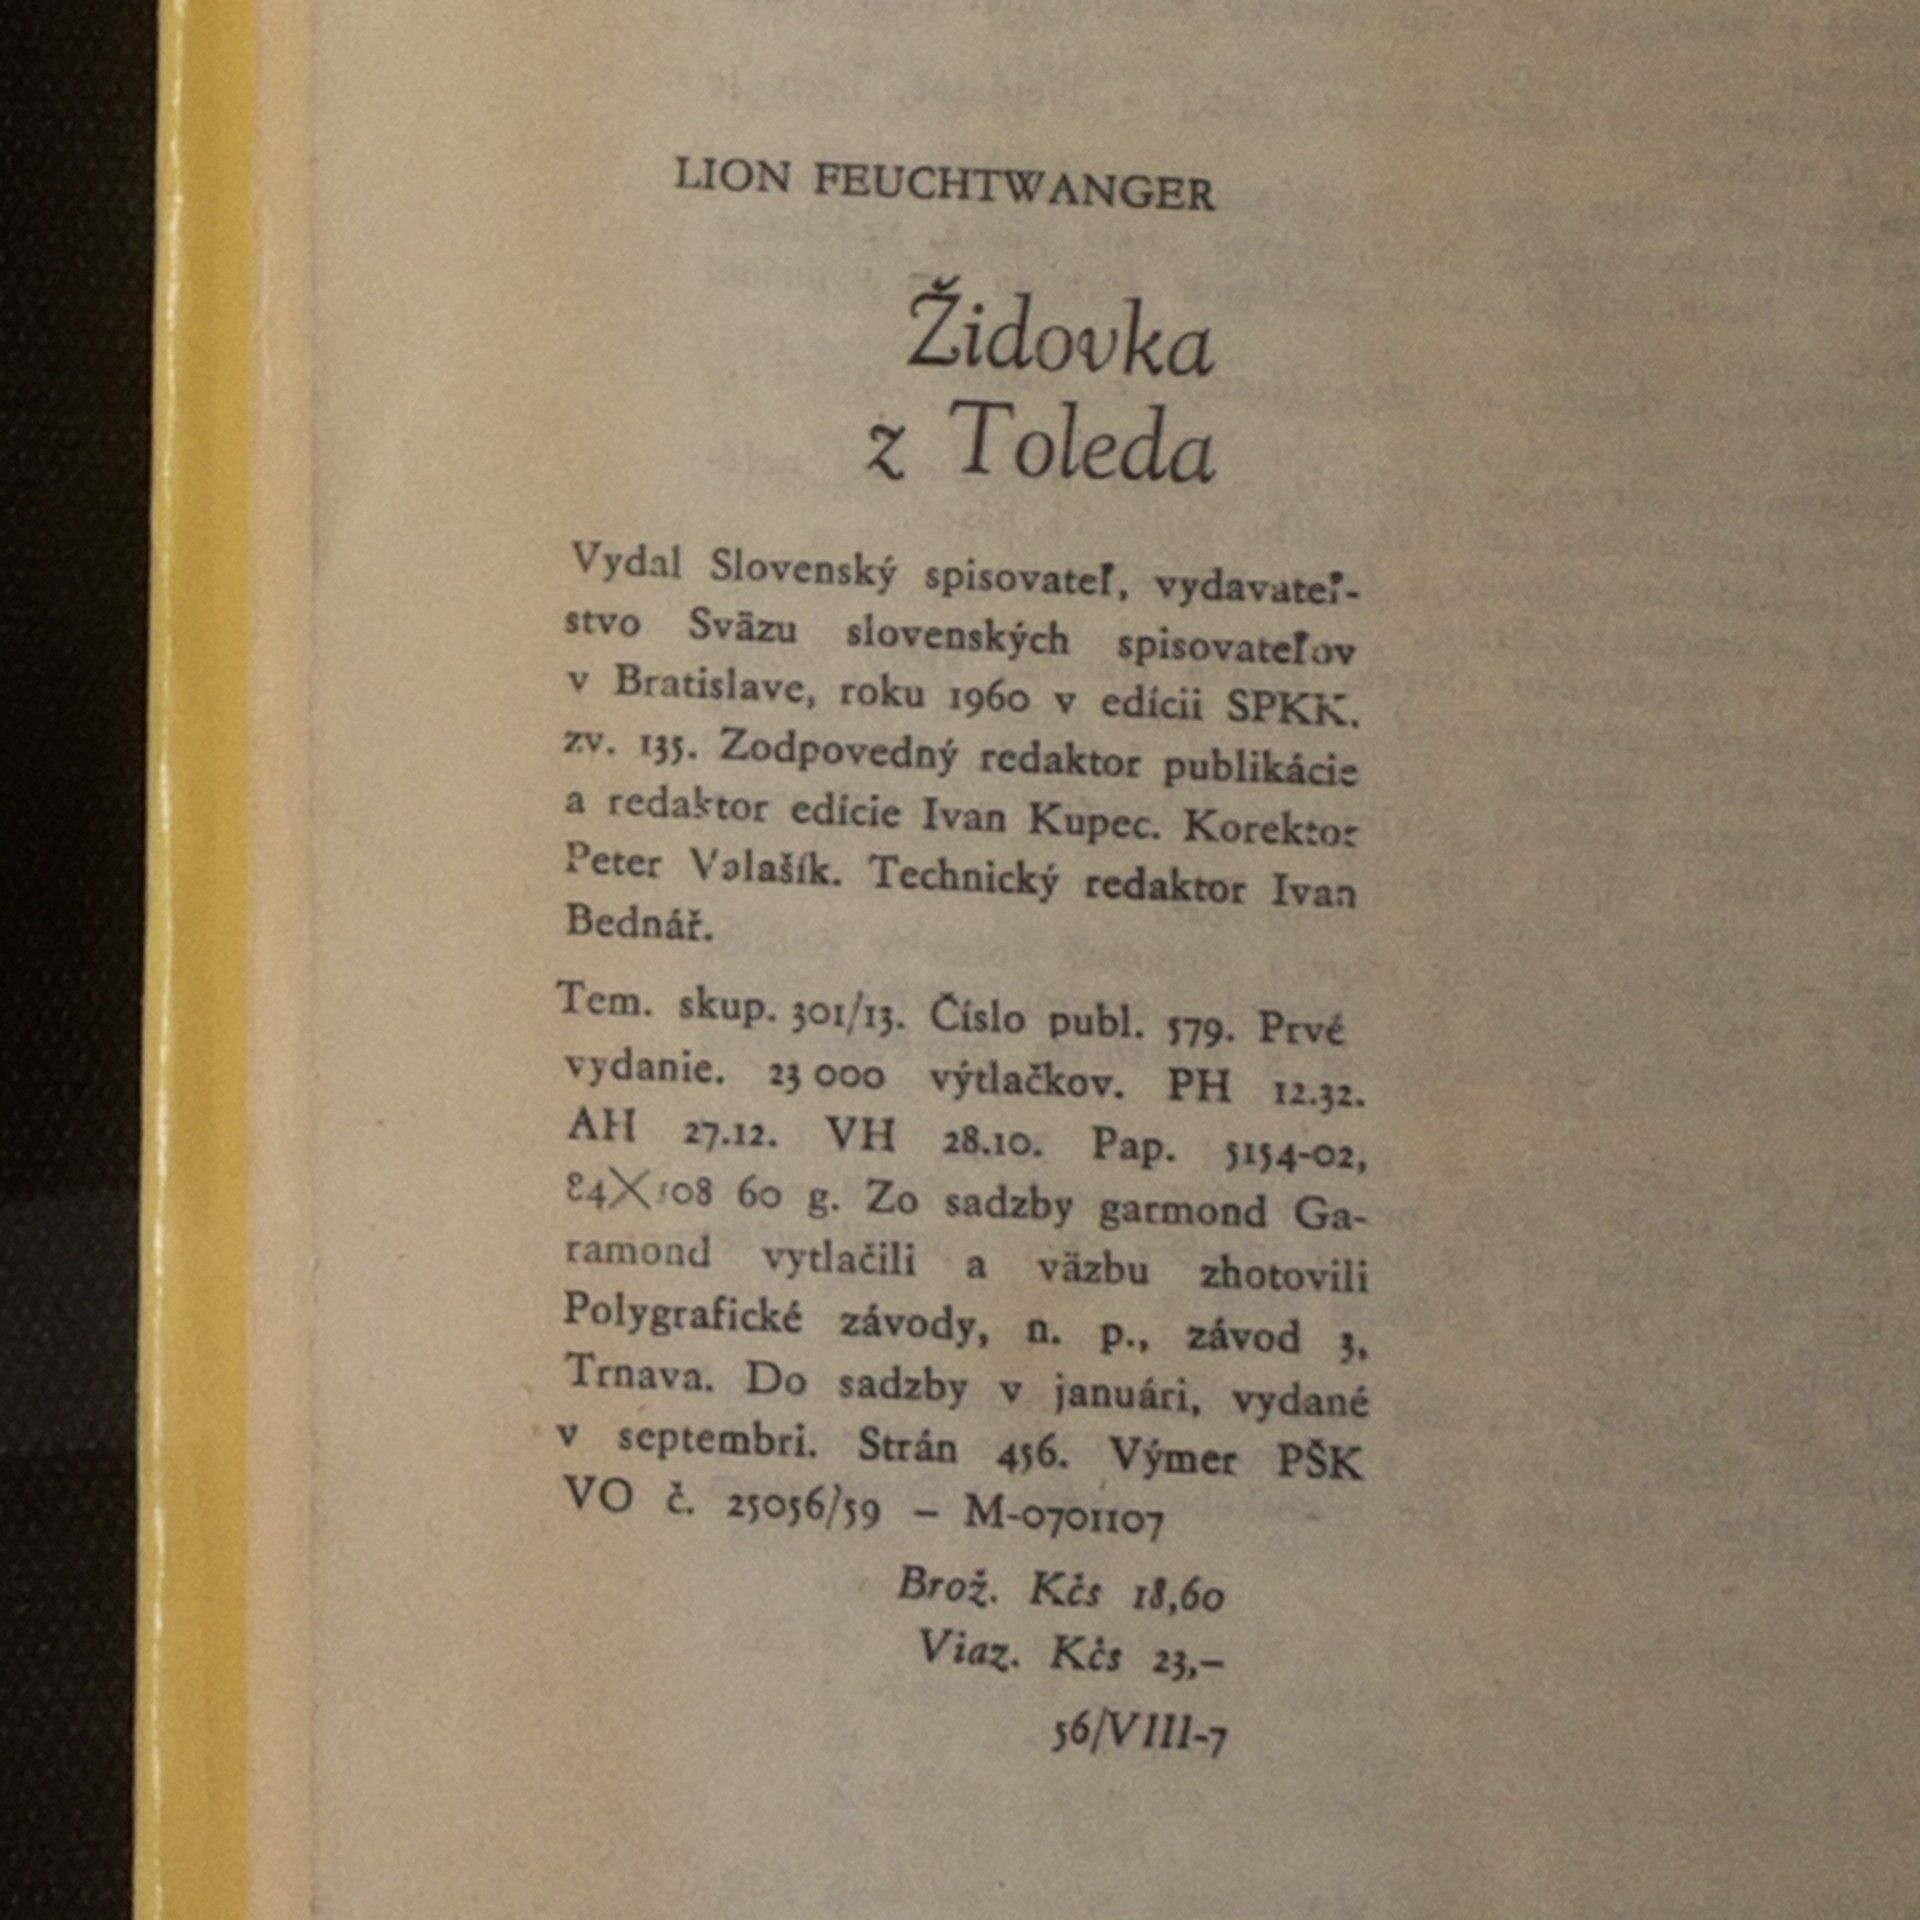 LION FEUCHTWANGER
Židovka
z Toleda
Vydal Slovenský spisovateľ, vydavateľ-
stvo Sväzu slovenských spisovateľov
v Bratislave, roku 1960 v edícii SPKK.
zv. 135. Zodpovedný redaktor publikácie
a redaktor edície Ivan Kupec. Korektor
Peter Valašík. Technický redaktor Ivan
Bednář.
Tem. skup. 301/13. Číslo publ. 579. Prvé
vydanie. 23 000 výtlačkov. PH 12.32.
AH 27.12. VH 28.10. Pap. 5154-02,
84X108 60 g. Zo sadzby garmond Ga-
ramond vytlačili a väzbu zhotovili
Polygrafické závody, n. p., závod 3,
Trnava. Do sadzby v januári, vydané
v septembri. Strán 456. Výmer PŠK
VO č. 25056/59 – M-0701107
Brož. Kčs 18,60
Viaz. Kčs 23,–
56/VIII-7